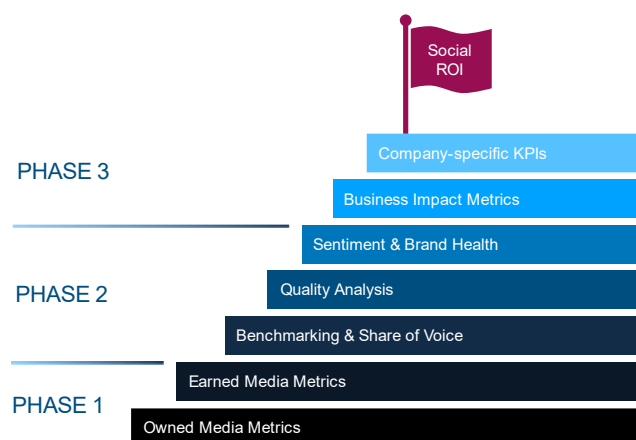 Social
ROI
Company-specific KPIs
PHASE 3
Business Impact Metrics
Sentiment & Brand Health
PHASE 2
Quality Analysis
Benchmarking & Share of Voice
Earned Media Metrics
PHASE 1
Owned Media Metrics